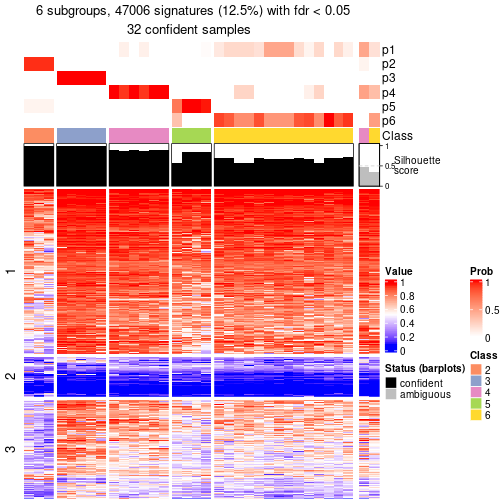 6 subgroups, 47006 signatures (12.5%) with fdr < 0.05
32 confident samples
p1
p2
p3
p4
p5
p6
Class
1
0.5
0
Silhouette
score
1
2
3
Value
1
0.8
0.6
0.4
0.2
0
Status (barplots)
confident
ambiguous
Prob
1
0.5
0
Class
2
3
4
5
6